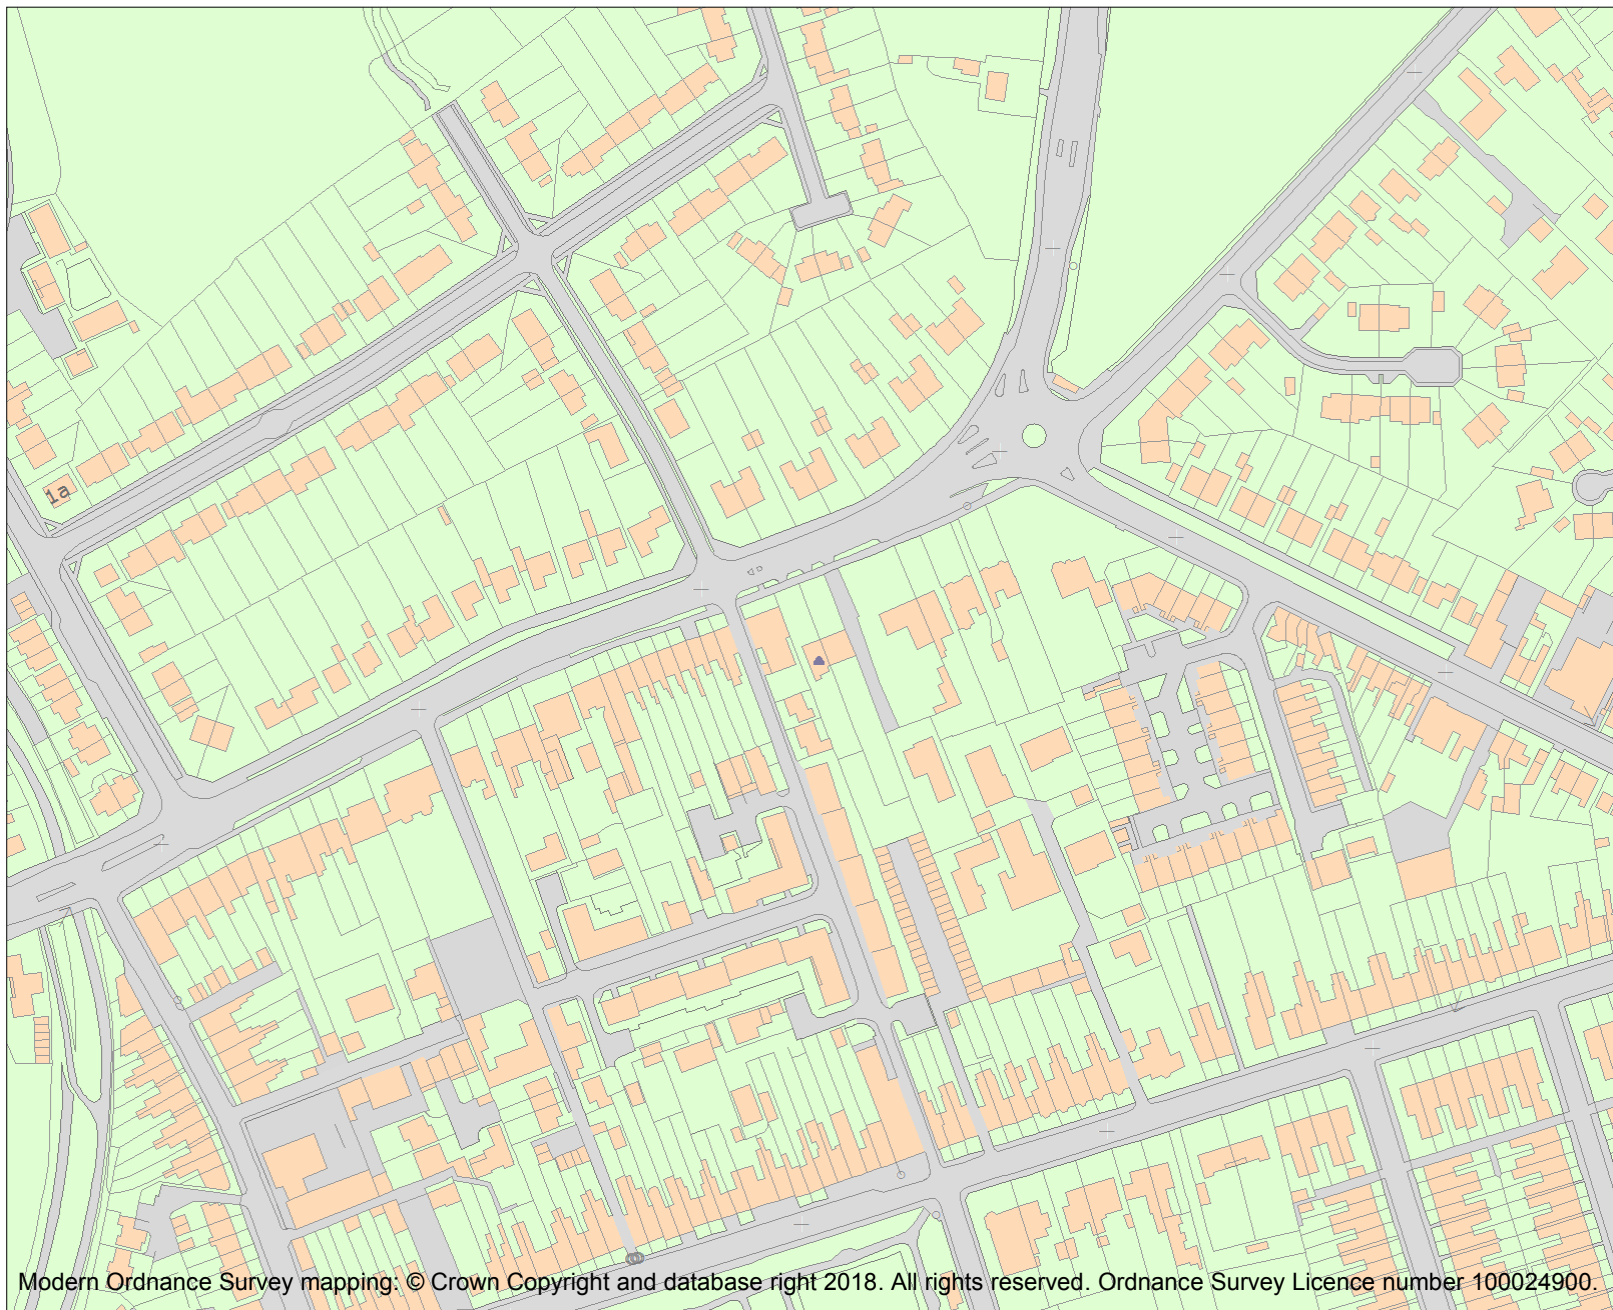 1a
Modern Ordnance Survey mapping: © Crown Copyright and database right 2018. All rights reserved. Ordnance Survey Licence number 100024900.